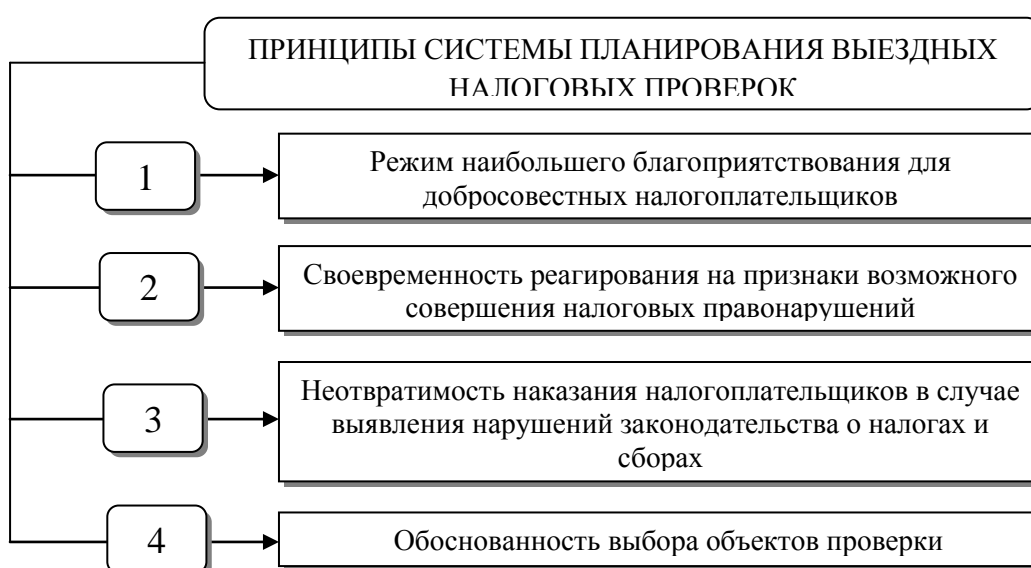 ПРИНЦИПЫ СИСТЕМЫ ПЛАНИРОВАНИЯ ВЫЕЗДНЫХ
НАЛОГОВЫХ ПРОВЕРОК
1
Режим наибольшего благоприятствования для
добросовестных налогоплательщиков
2
Своевременность реагирования на признаки возможного
совершения налоговых правонарушений
3
Неотвратимость наказания налогоплательщиков в случае
выявления нарушений законодательства о налогах и
сборах
4
Обоснованность выбора объектов проверки